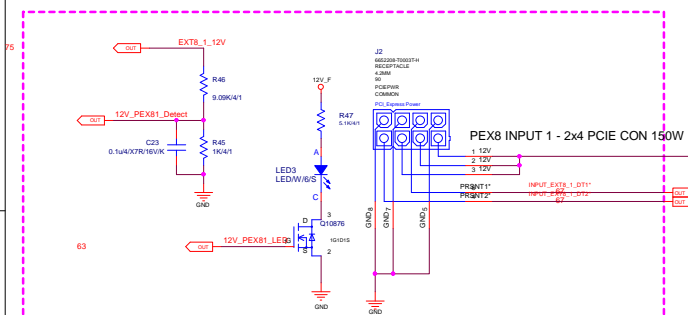 75
EXT8_1_12V
OUT
R46
9.09K/4/1
12V_PEX81_Detect
OUT
C23
0.1u/4/X7R/16V/K
R45
1K/4/1
GND
12V_F
R47
5.1K/4/1
A
LED3
LED/W/6/S
C
D
3
Q10876
1G1D1S
G
S
2
GND
63
OUT
12V_PEX81_LED
J2
6652208-T0003T-H
RECEPTACLE
4.2MM
90
PCIEPWR
COMMON
PCI_Express Power
PEX8 INPUT 1 - 2x4 PCIE CON 150W
1 12V
2 12V
3 12V
PRSNT1*
INPUT_EXT8_1_DT1*
OUT
PRSNT2*
INPUT_EXT8_1_DT2*
67
OUT
GND 8
GND 7
GND 5
GND